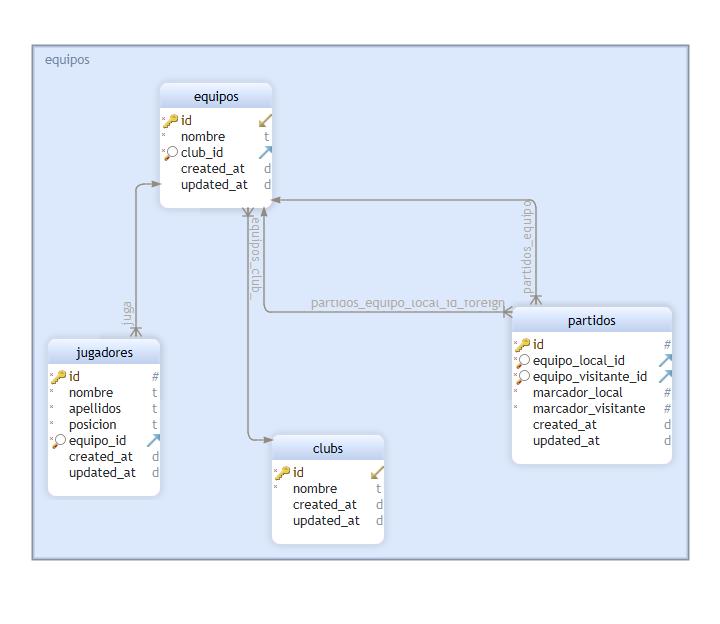 equipos
equipos
id
nombre t
club_id
created_at d
updated_at d
juga
equipos_club_
partidos_equipo
partidos_equipo_local_id_foreign
jugadores
id #
nombre t
apellidos t
posicion t
equipo_id
created_at d
updated_at d
clubs
id
nombre t
created_at d
updated_at d
partidos
id #
equipo_local_id
equipo_visitante_id
marcador_local #
marcador_visitante #
created_at d
updated_at d